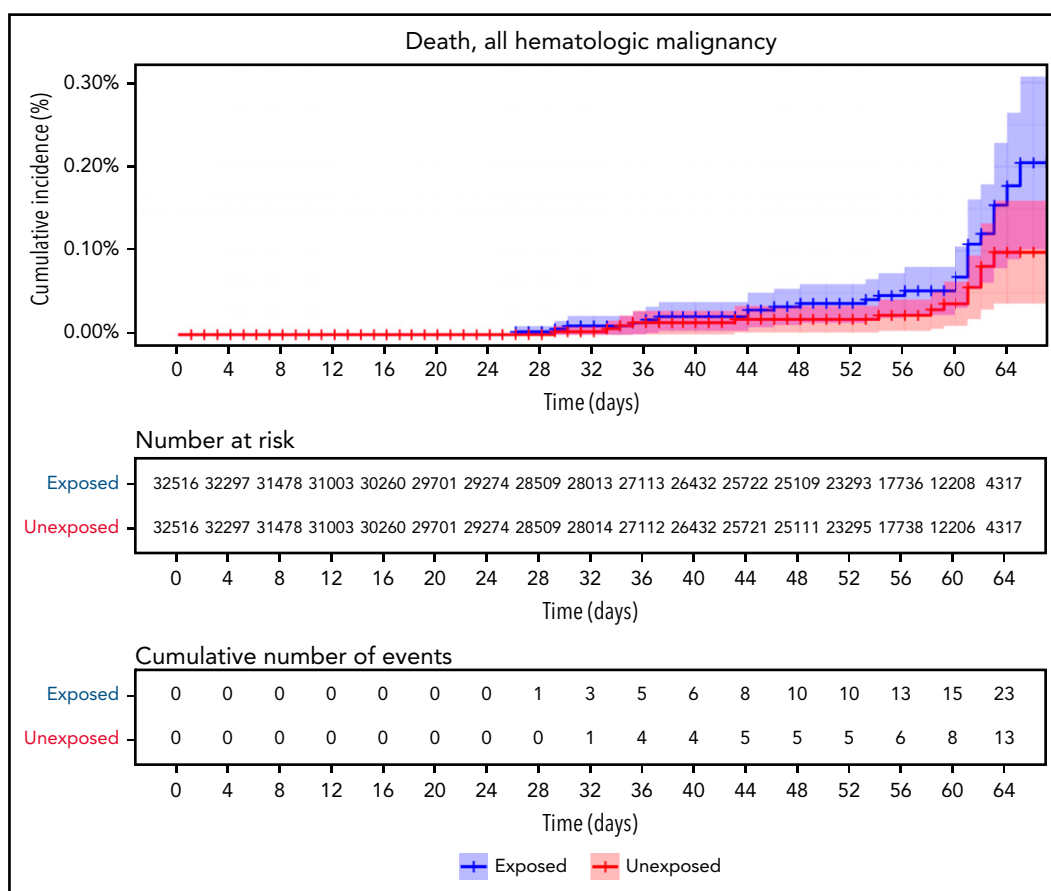 Death, all hematologic malignancy
Cumulative incidence (%)
0.30%
0.20%
0.10%
0.00%
0 4 8 12 16 20 24 28 32 36 40 44 48 52 56 60 64
Time (days)
Number at risk
Exposed 32516 32297 31478 31003 30260 29701 29274 28509 28013 27113 26432 25722 25109 23293 17736 12208 4317
Unexposed 32516 32297 31478 31003 30260 29701 29274 28509 28014 27112 26432 25721 25111 23295 17738 12206 4317
0 4 8 12 16 20 24 28 32 36 40 44 48 52 56 60 64
Time (days)
Cumulative number of events
Exposed 0 0 0 0 0 0 0 1 3 5 6 8 10 10 13 15 23
Unexposed 0 0 0 0 0 0 0 0 1 4 4 5 5 5 6 8 13
0 4 8 12 16 20 24 28 32 36 40 44 48 52 56 60 64
Time (days)
Exposed Unexposed